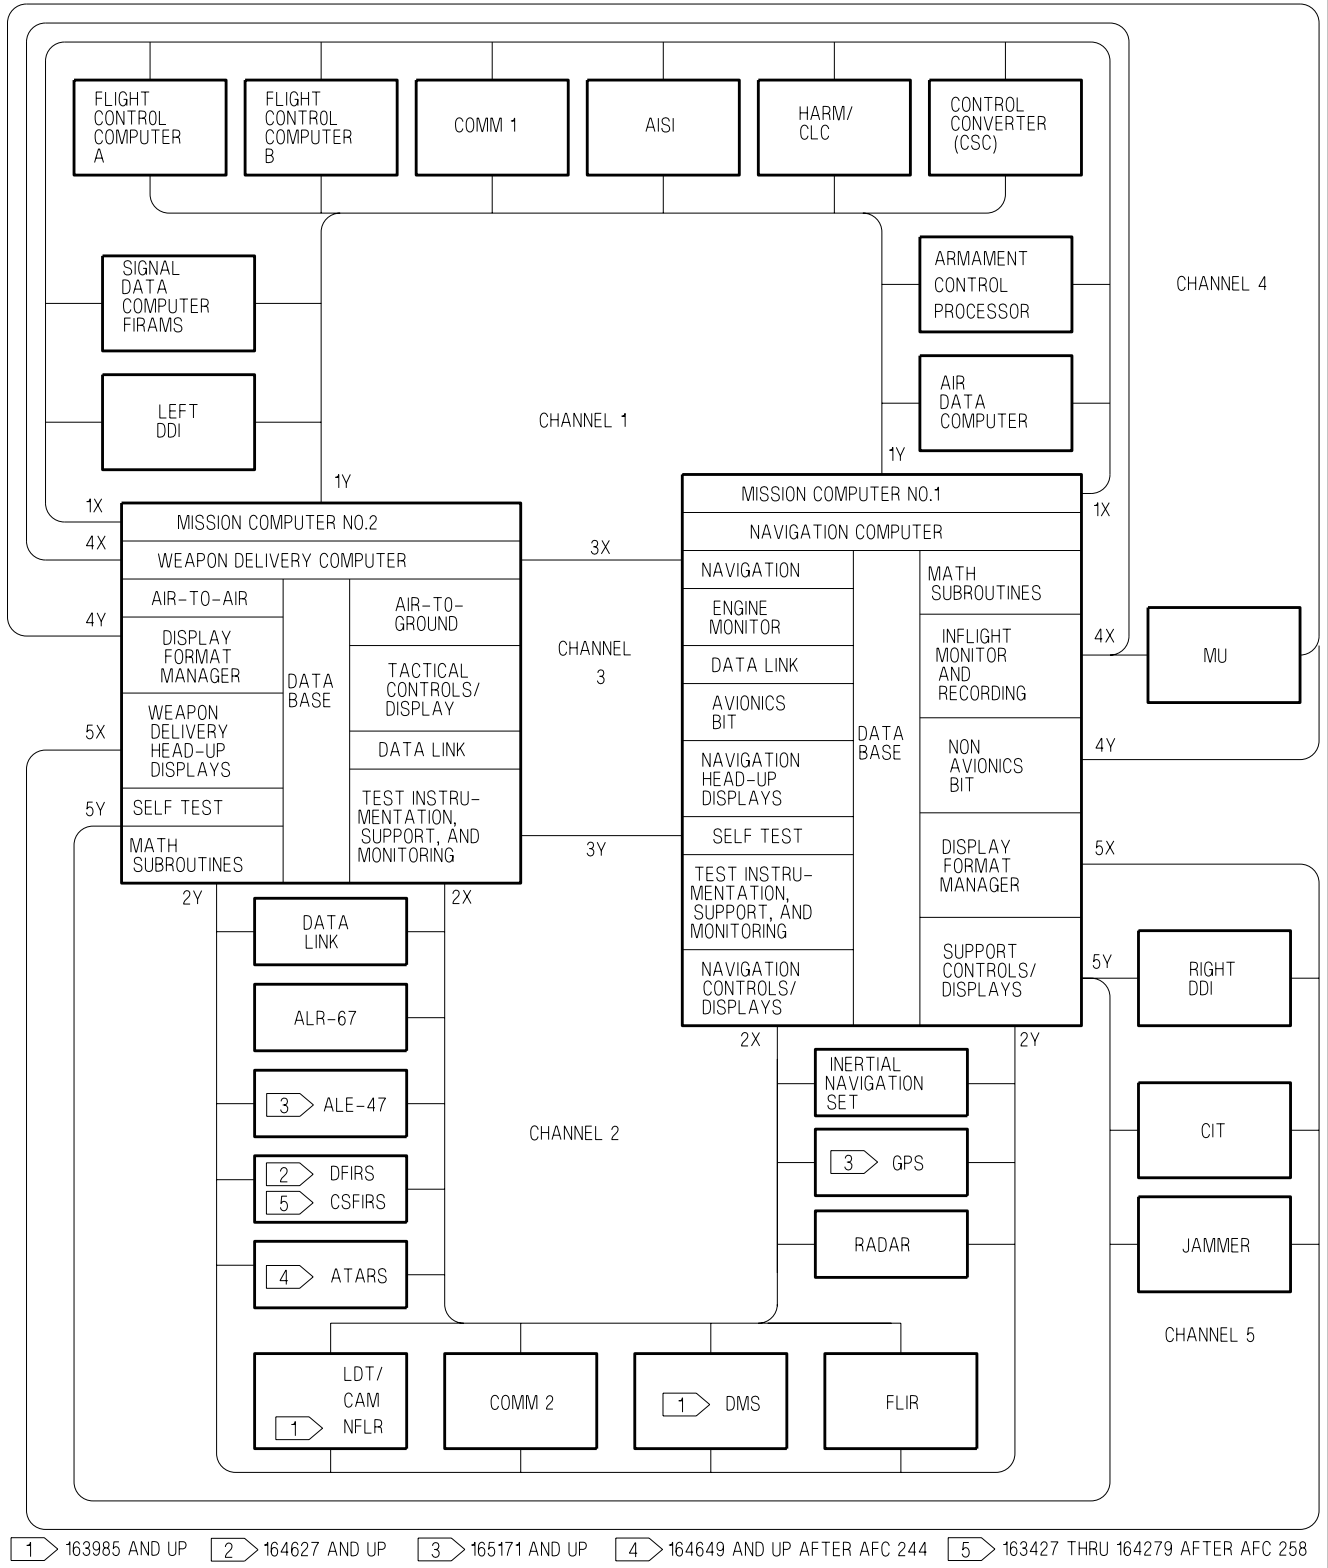 FLIGHT
CONTROL
COMPUTER
A
FLIGHT
CONTROL
COMPUTER
B
COMM 1
AISI
HARM/
CLC
CONTROL
CONVERTER
(CSC)
SIGNAL
DATA
COMPUTER
FIRAMS
ARMAMENT
CONTROL
PROCESSOR
CHANNEL 4
LEFT
DDI
CHANNEL 1
AIR
DATA
COMPUTER
1Y
1Y
1X
4X
4Y
5X
5Y
MISSION COMPUTER NO.2
WEAPON DELIVERY COMPUTER
AIR-TO-AIR
DISPLAY
FORMAT
MANAGER
WEAPON
DELIVERY
HEAD-UP
DISPLAYS
SELF TEST
MATH
SUBROUTINES
DATA
BASE
AIR-TO-
GROUND
TACTICAL
CONTROLS/
DISPLAY
DATA LINK
TEST INSTRU-
MENTATION,
SUPPORT, AND
MONITORING
3X
CHANNEL
3
3Y
MISSION COMPUTER NO.1
NAVIGATION COMPUTER
NAVIGATION
ENGINE
MONITOR
DATA LINK
AVIONICS
BIT
NAVIGATION
HEAD-UP
DISPLAYS
SELF TEST
TEST INSTRU-
MENTATION,
SUPPORT, AND
MONITORING
NAVIGATION
CONTROLS/
DISPLAYS
DATA
BASE
MATH
SUBROUTINES
INFLIGHT
MONITOR
AND
RECORDING
NON
AVIONICS
BIT
DISPLAY
FORMAT
MANAGER
SUPPORT
CONTROLS/
DISPLAYS
1X
4X
MU
4Y
5X
5Y
RIGHT
DDI
CIT
JAMMER
CHANNEL 5
2Y
2X
DATA
LINK
ALR-67
3 ALE-47
2 DFIRS
5 CSFIRS
4 ATARS
CHANNEL 2
2X
2Y
INERTIAL
NAVIGATION
SET
3 GPS
RADAR
LDT/
CAM
1 NFLR
COMM 2
1 DMS
FLIR
1 163985 AND UP
2 164627 AND UP
3 165171 AND UP
4 164649 AND UP AFTER AFC 244
5 163427 THRU 164279 AFTER AFC 258